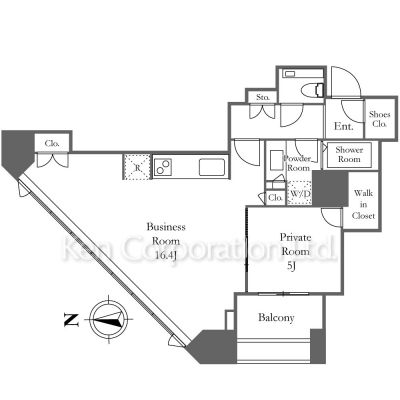 Sto.
Ent.
Shoes
Clo.
Clo.
R
Powder
Room
Shower
Room
W/D
Clo.
Walk
in
Closet
Business
Room
16.4J
Private
Room
5J
Ken Corporation Ltd.
Balcony
N